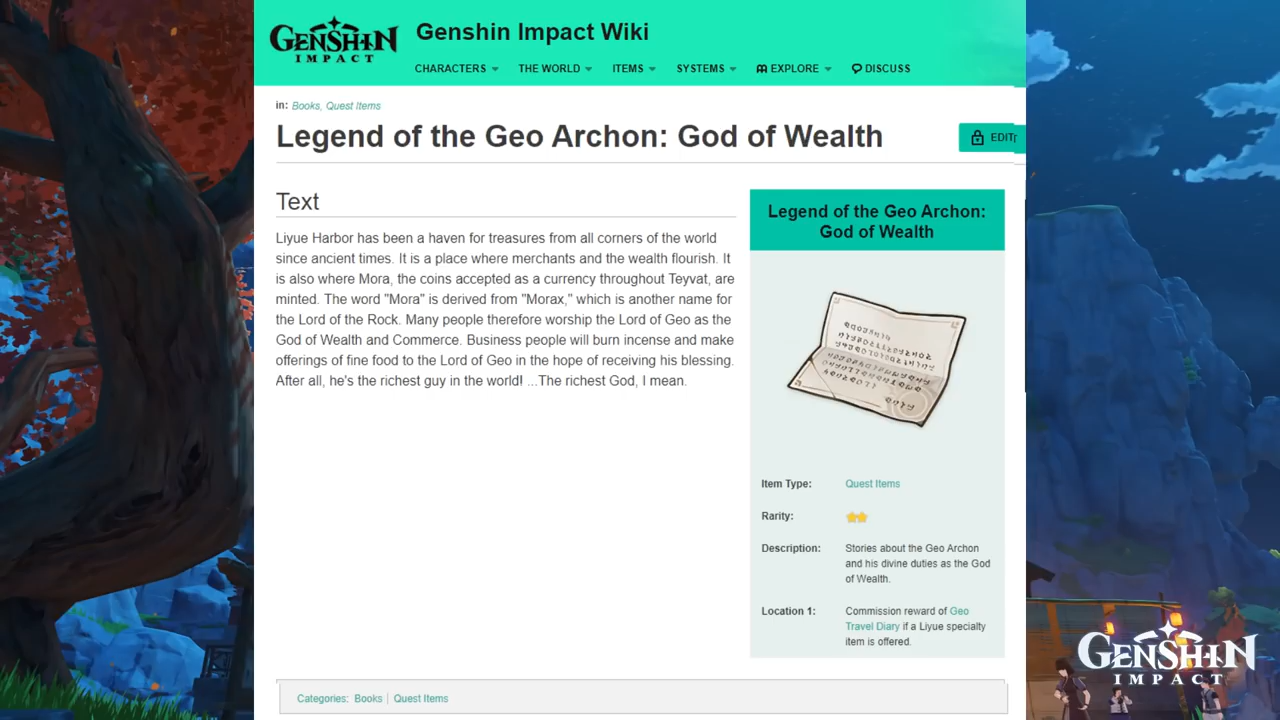 GENSHIN
IMPACT
Genshin Impact Wiki
CHARACTERS
THE WORLD
ITEMS
SYSTEMS
EXPLORE
DISCUSS
in: Books, Quest Items
Legend of the Geo Archon: God of Wealth
EDIT
Text
Liyue Harbor has been a haven for treasures from all corners of the world
since ancient times. It is a place where merchants and the wealth flourish. It
is also where Mora, the coins accepted as a currency throughout Teyvat, are
minted. The word "Mora" is derived from "Morax," which is another name for
the Lord of the Rock. Many people therefore worship the Lord of Geo as the
God of Wealth and Commerce. Business people will burn incense and make
offerings of fine food to the Lord of Geo in the hope of receiving his blessing.
After all, he's the richest guy in the world! ...The richest God, I mean.
Legend of the Geo Archon:
God of Wealth
Item Type: Quest Items
Rarity:
Description: Stories about the Geo Archon
and his divine duties as the God
of Wealth.
Location 1: Commission reward of Geo
Travel Diary if a Liyue specialty
item is offered.
Categories: Books | Quest Items
GENSHIN
IMPACT